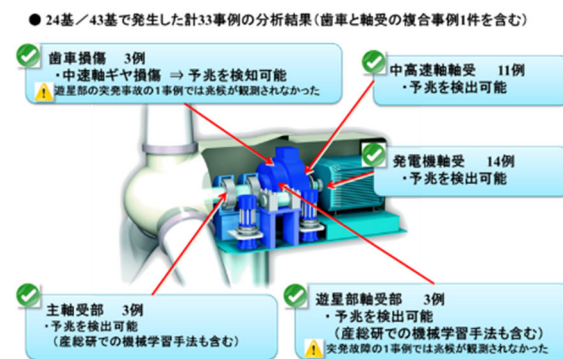 ● 24基／43基で発生した計33事例の分析結果（歯車と軸受の複合事例1件を含む）
歯車損傷　3例
・中速軸ギヤ損傷 ⇒ 予兆を検知可能
遊星部の突発事故の1事例では兆候が観測されなかった
中高速軸軸受　11例
・予兆を検出可能
発電機軸受　14例
・予兆を検出可能
主軸受部　3例
・予兆を検出可能
（産総研での機械学習手法も含む）
遊星部軸受部　3例
・予兆を検出可能
（産総研での機械学習手法も含む）
突発故障の1事例では兆候が観測されなかった